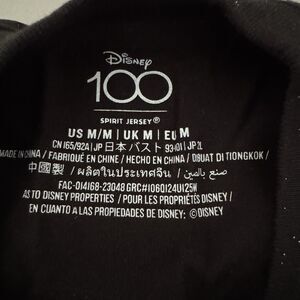 Disney
100
SPIRIT JERSEY®
US M/M | UK M | EU M
CN 165/92A | JP 日本 バスト 93-101 | JP 2L
MADE IN CHINA / FABRIQUÉ EN CHINE / HECHO EN CHINA / DIBUAT DI TIONGKOK /
中國製 / ผลิตในประเทศจีน / صنع بالصين
FAC-014168-23048 GRC#1060124U125W
AS TO DISNEY PROPERTIES / POUR LES PROPRIÉTÉS DISNEY /
EN CUANTO A LAS PROPIEDADES DE DISNEY: ©DISNEY